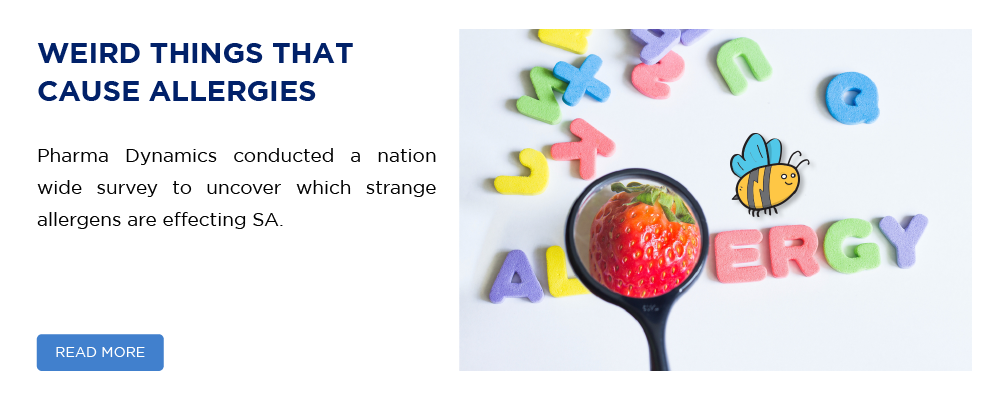 WEIRD THINGS THAT
CAUSE ALLERGIES
Pharma Dynamics conducted a nation
wide survey to uncover which strange
allergens are effecting SA.
READ MORE
AL ERGY